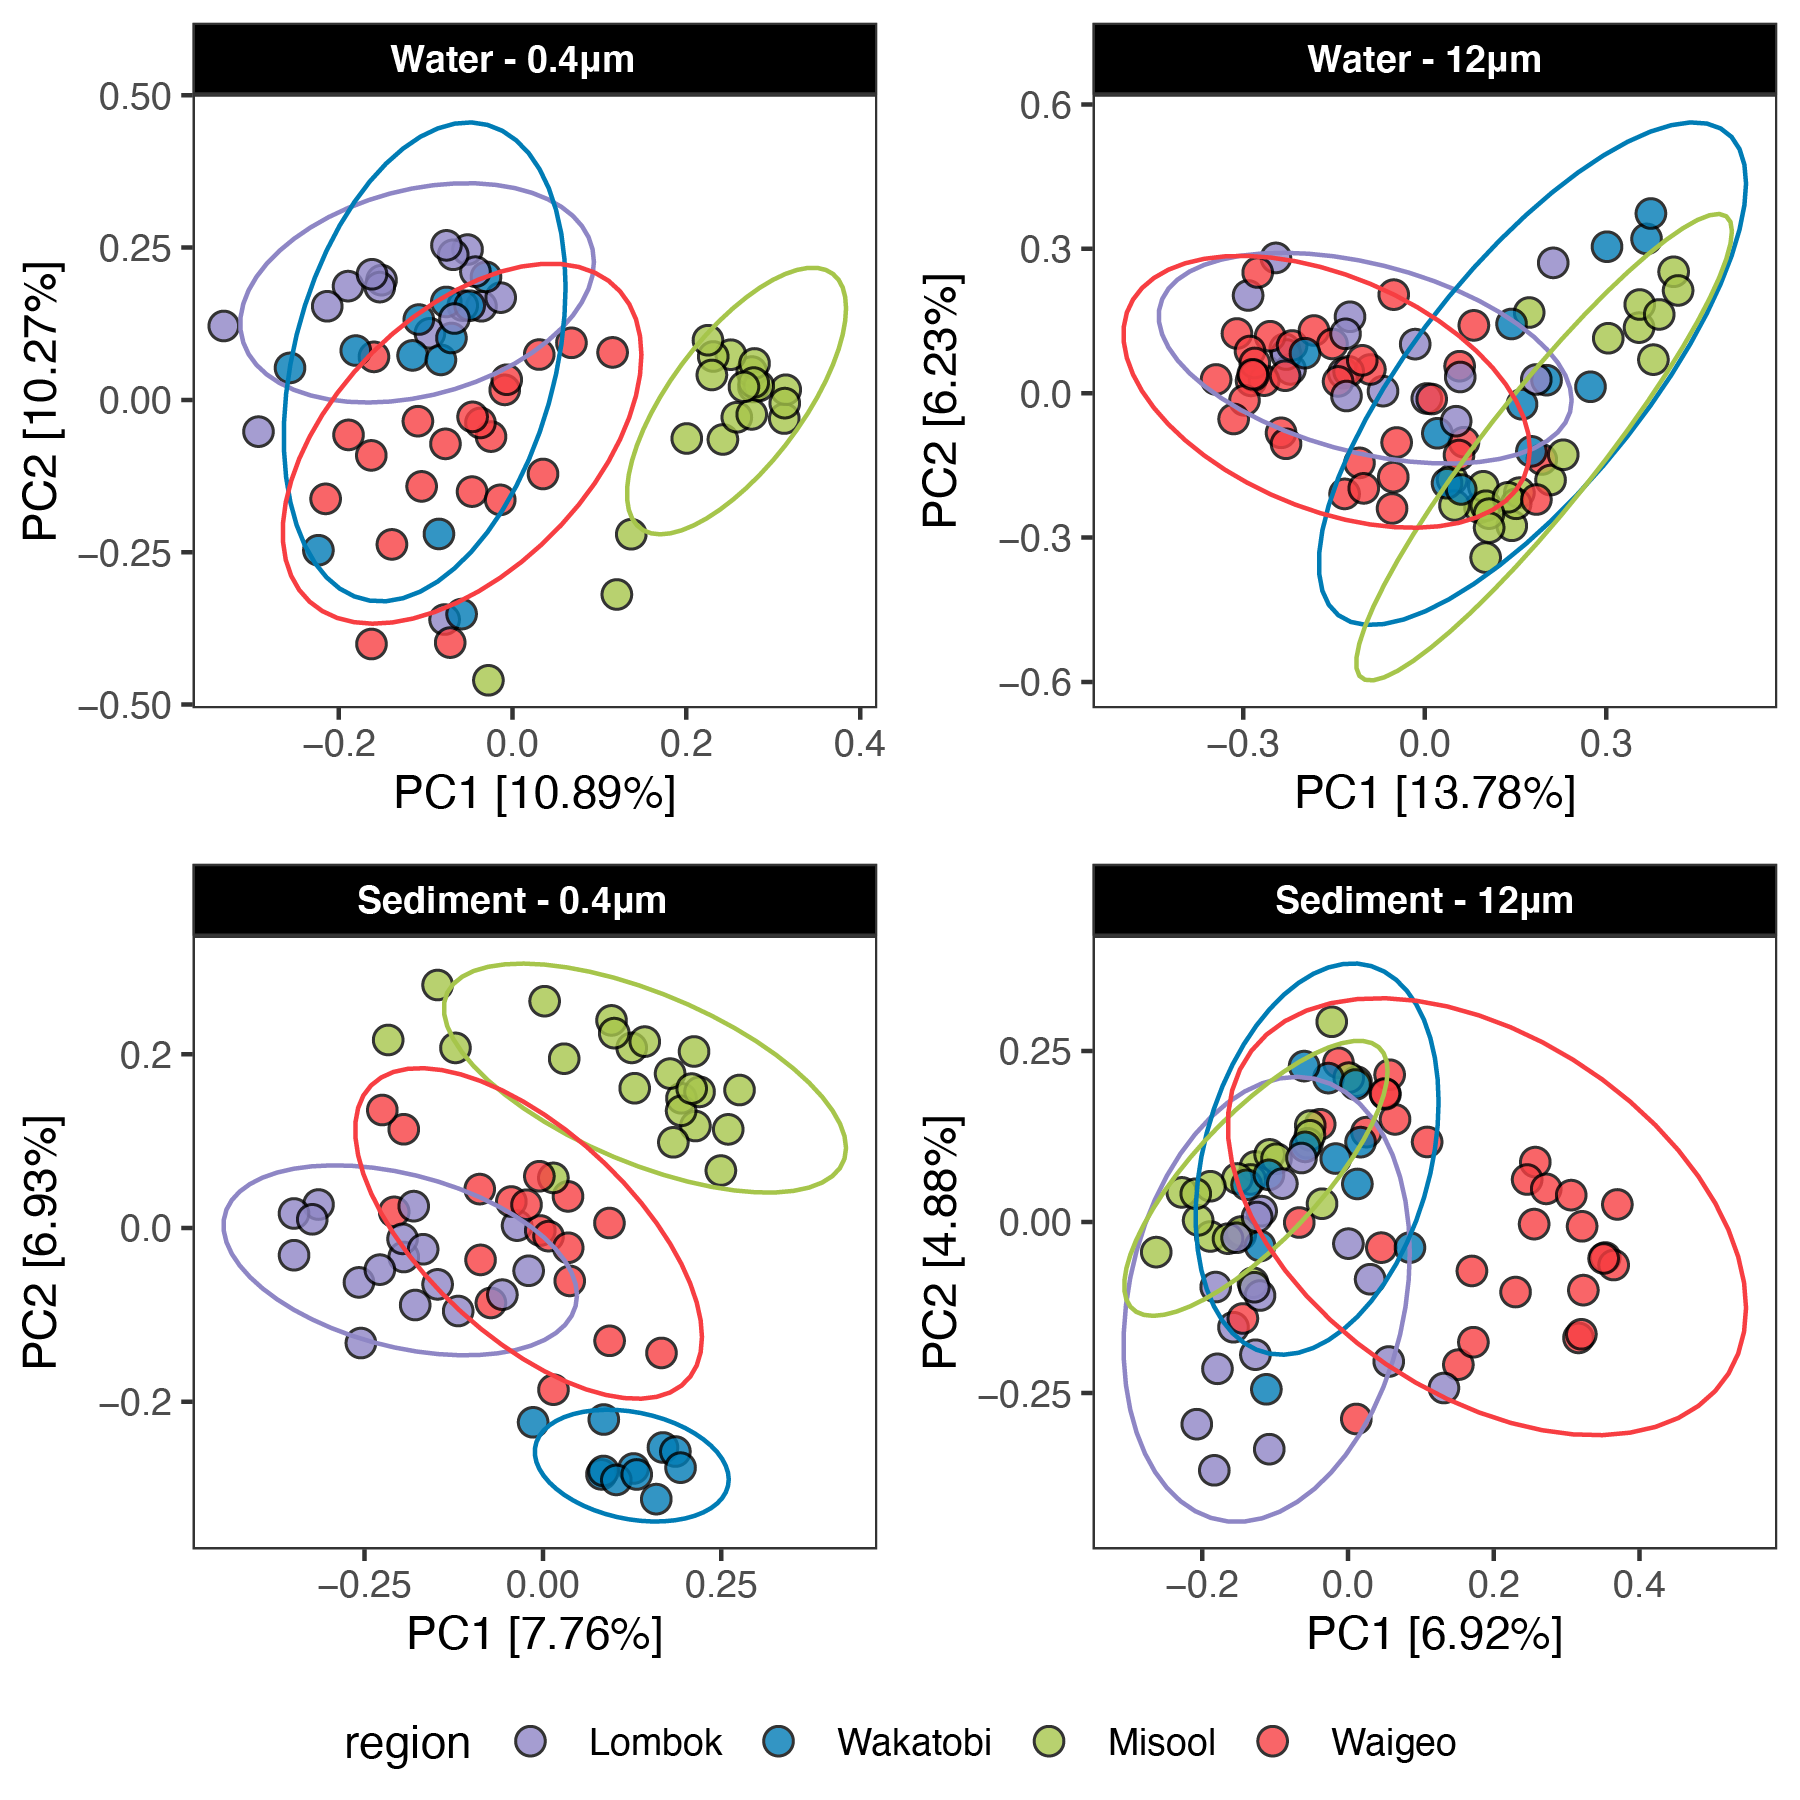 Water - 0.4µm
Water - 12µm
0.50
0.25
0.00
−0.25
−0.50
PC2 [10.27%]
−0.2
0.0
0.2
0.4
PC1 [10.89%]
0.6
0.3
0.0
−0.3
−0.6
PC2 [6.23%]
−0.3
0.0
0.3
PC1 [13.78%]
Sediment - 0.4µm
Sediment - 12µm
0.2
0.0
−0.2
PC2 [6.93%]
−0.25
0.00
0.25
PC1 [7.76%]
0.25
0.00
−0.25
PC2 [4.88%]
−0.2
0.0
0.2
0.4
PC1 [6.92%]
region Lombok Wakatobi Misool Waigeo